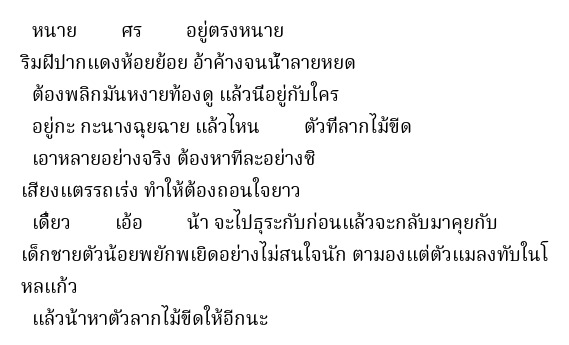 หนาย ศร อยู่ตรงหนาย
ริมฝีปากแดงห้อยย้อย อ้าค้างจนน้ำลายหยด
ต้องพลิกมันหงายท้องดู แล้วนี่อยู่กับใคร
อยู่กะ กะนางฉุยฉาย แล้วไหน ตัวที่ลากไม้ขีด
เอาหลายอย่างจริง ต้องหาทีละอย่างซิ
เสียงแตรรถเร่ง ทำให้ต้องถอนใจยาว
เดี๋ยว เอ้อ น้า จะไปธุระกับก่อนแล้วจะกลับมาคุยกับ
เด็กชายตัวน้อยพยักพเยิดอย่างไม่สนใจนัก ตามองแต่ตัวแมลงทับในโ
หลแก้ว
แล้วน้าหาตัวลากไม้ขีดให้อีกนะ